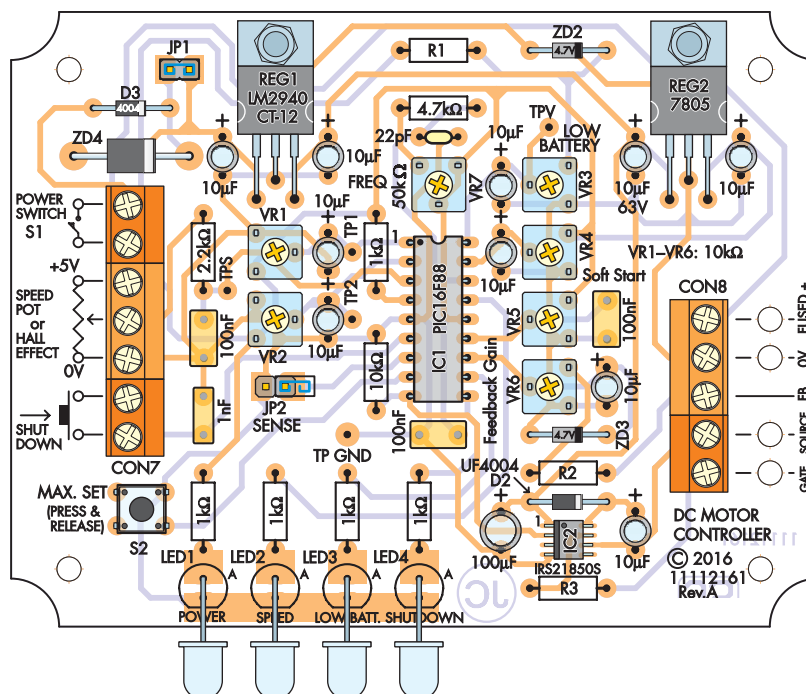 JP1
D3
4004
ZD4
REG1
LM2940
CT-12
R1
ZD2
4.7V
REG2
7805
4.7kΩ
22pF
10µF
TPV
LOW
BATTERY
FREQ
50kΩ
VR7
VR3
10µF
10µF
10µF
63V
10µF
POWER
SWITCH
S1
2.2kΩ
TPS
VR1
10µF
TP1
1kΩ
1
PIC16F88
IC1
10µF
VR4
VR1–VR6: 10kΩ
+5V
SPEED
POT
or
HALL
EFFECT
0V
100nF
VR2
10µF
TP2
Soft Start
VR5
100nF
CON8
FUSED +
0V
FB
SOURCE
GATE
SHUT
DOWN
1nF
JP2
SENSE
10kΩ
100nF
Feedback Gain
VR6
10µF
4.7V
ZD3
CON7
TP GND
MAX. SET
(PRESS &
RELEASE)
S2
1kΩ
1kΩ
1kΩ
1kΩ
UF4004
D2
R2
100µF
1
IC2
IRS21850S
10µF
R3
DC MOTOR
CONTROLLER
© 2016
11112161
Rev.A
11112161
JC
LED1
A
LED2
A
LED3
A
LED4
A
POWER
SPEED
LOW BATT.
SHUTDOWN